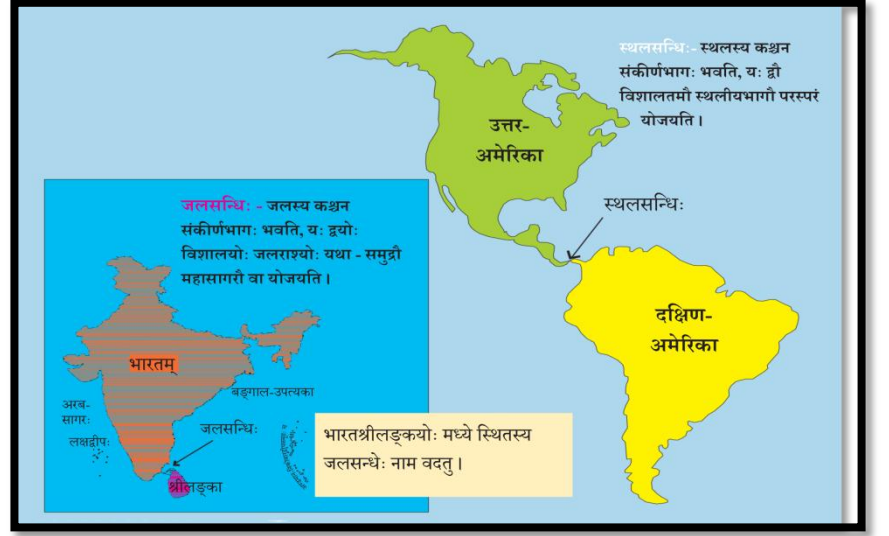 स्थलसन्धिः- स्थलस्य कश्चन
संकीर्णभागः भवति, यः द्वौ
विशालतमौ स्थलीयभागौ परस्परं
योजयति ।
उत्तर-
अमेरिका
स्थलसन्धिः
दक्षिण-
अमेरिका
जलसन्धिः - जलस्य कश्चन
संकीर्णभागः भवति, यः द्वयोः
विशालयोः जलराश्योः यथा - समुद्रौ
महासागरौ वा योजयति ।
भारतम्
बङ्गाल-उपत्यका
अरब-
सागरः
लक्षद्वीपः
जलसन्धिः
श्रीलङ्का
भारतश्रीलङ्कयोः मध्ये स्थितस्य
जलसन्धेः नाम वदतु ।